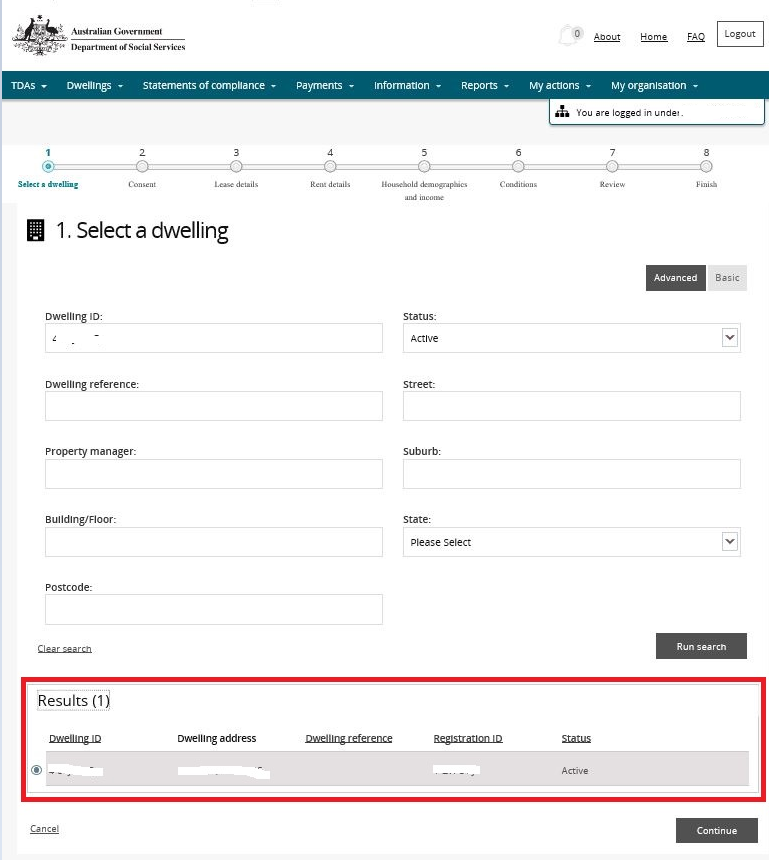 Australian Government
Department of Social Services
0 About Home FAQ Logout
TDAs Dwellings Statements of compliance Payments Information Reports My actions My organisation
You are logged in under.
1 2 3 4 5 6 7 8
Select a dwelling Consent Lease details Rent details Household demographics Conditions Review Finish
and income
1. Select a dwelling
Advanced Basic
Dwelling ID: Status:
Active
Dwelling reference: Street:
Property manager: Suburb:
Building/Floor: State:
Please Select
Postcode:
Clear search Run search
Results (1)
Dwelling ID Dwelling address Dwelling reference Registration ID Status
Active
Cancel Continue